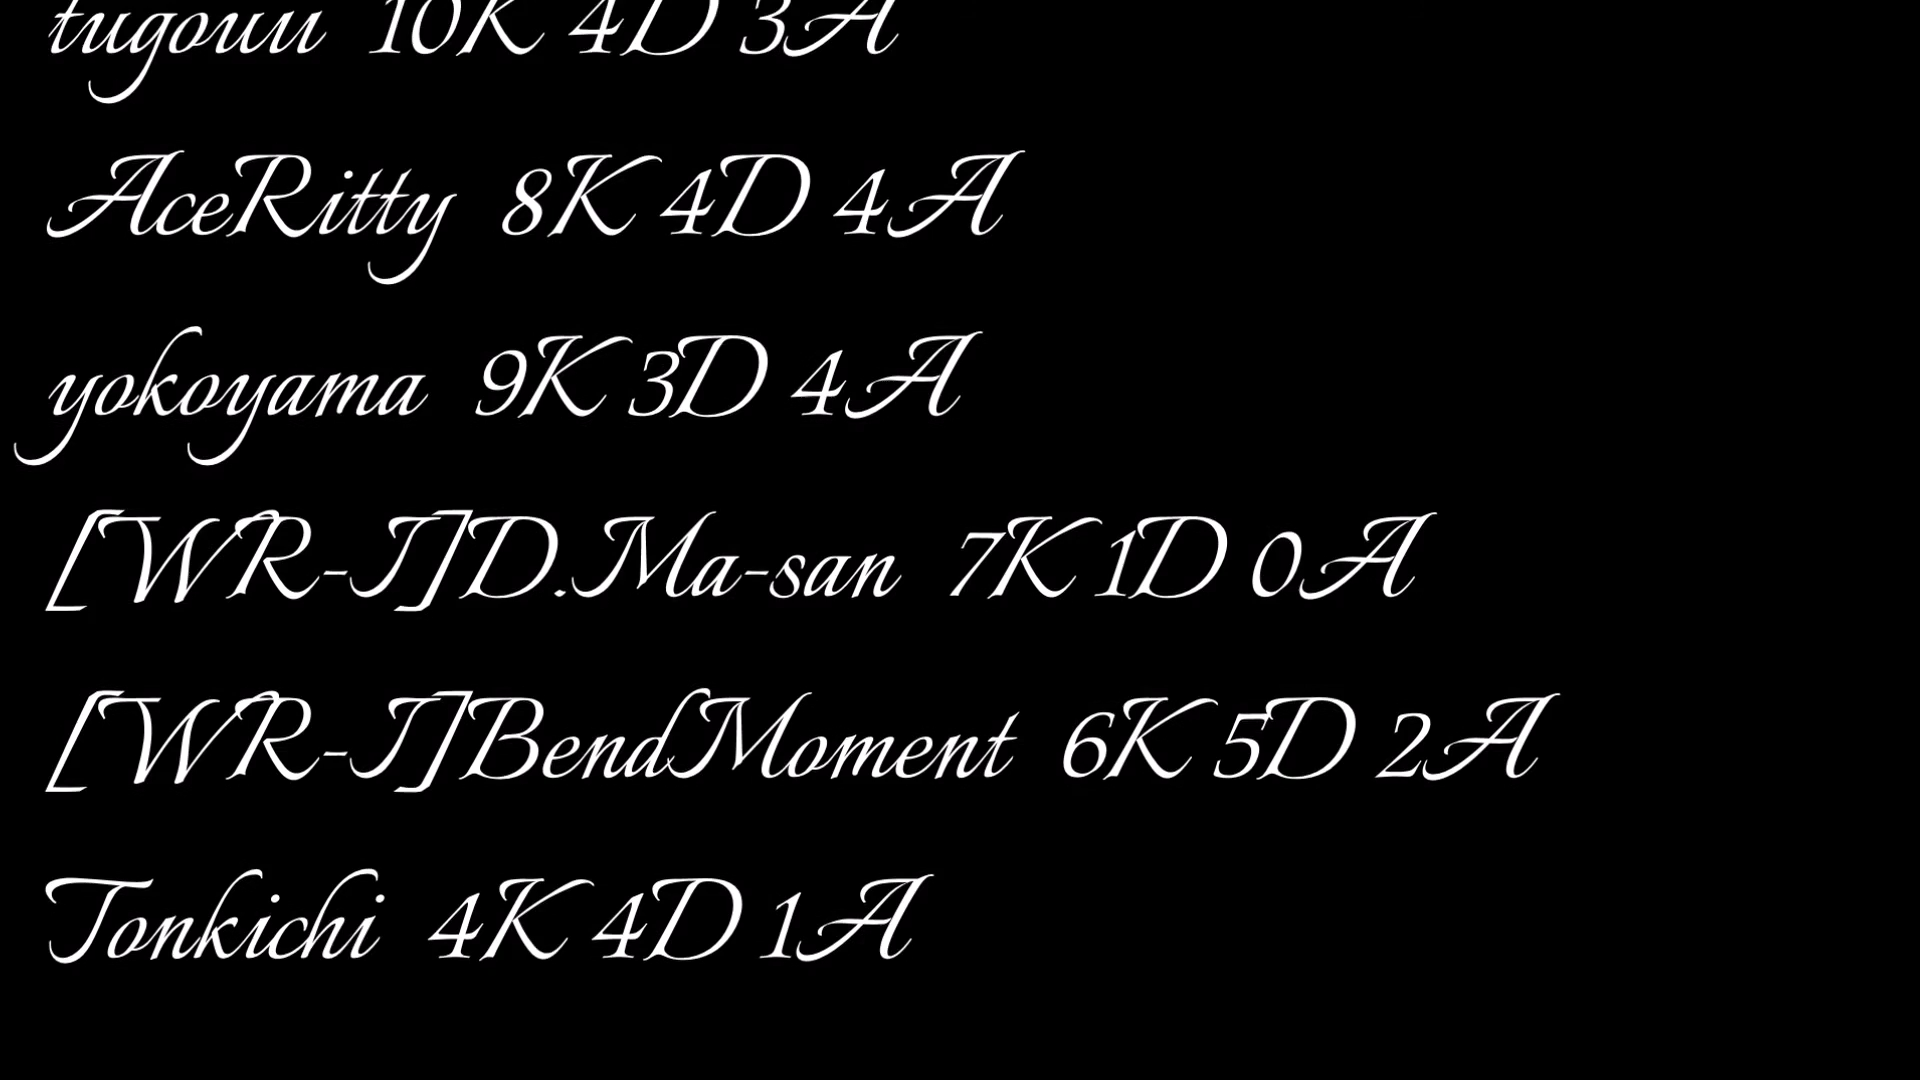 tugouu 10K 4D 3A
AceRitty 8K 4D 4A
yokoyama 9K 3D 4A
[WR-I]D.Ma-san 7K 1D 0A
[WR-I]BendMoment 6K 5D 2A
Tonkichi 4K 4D 1A